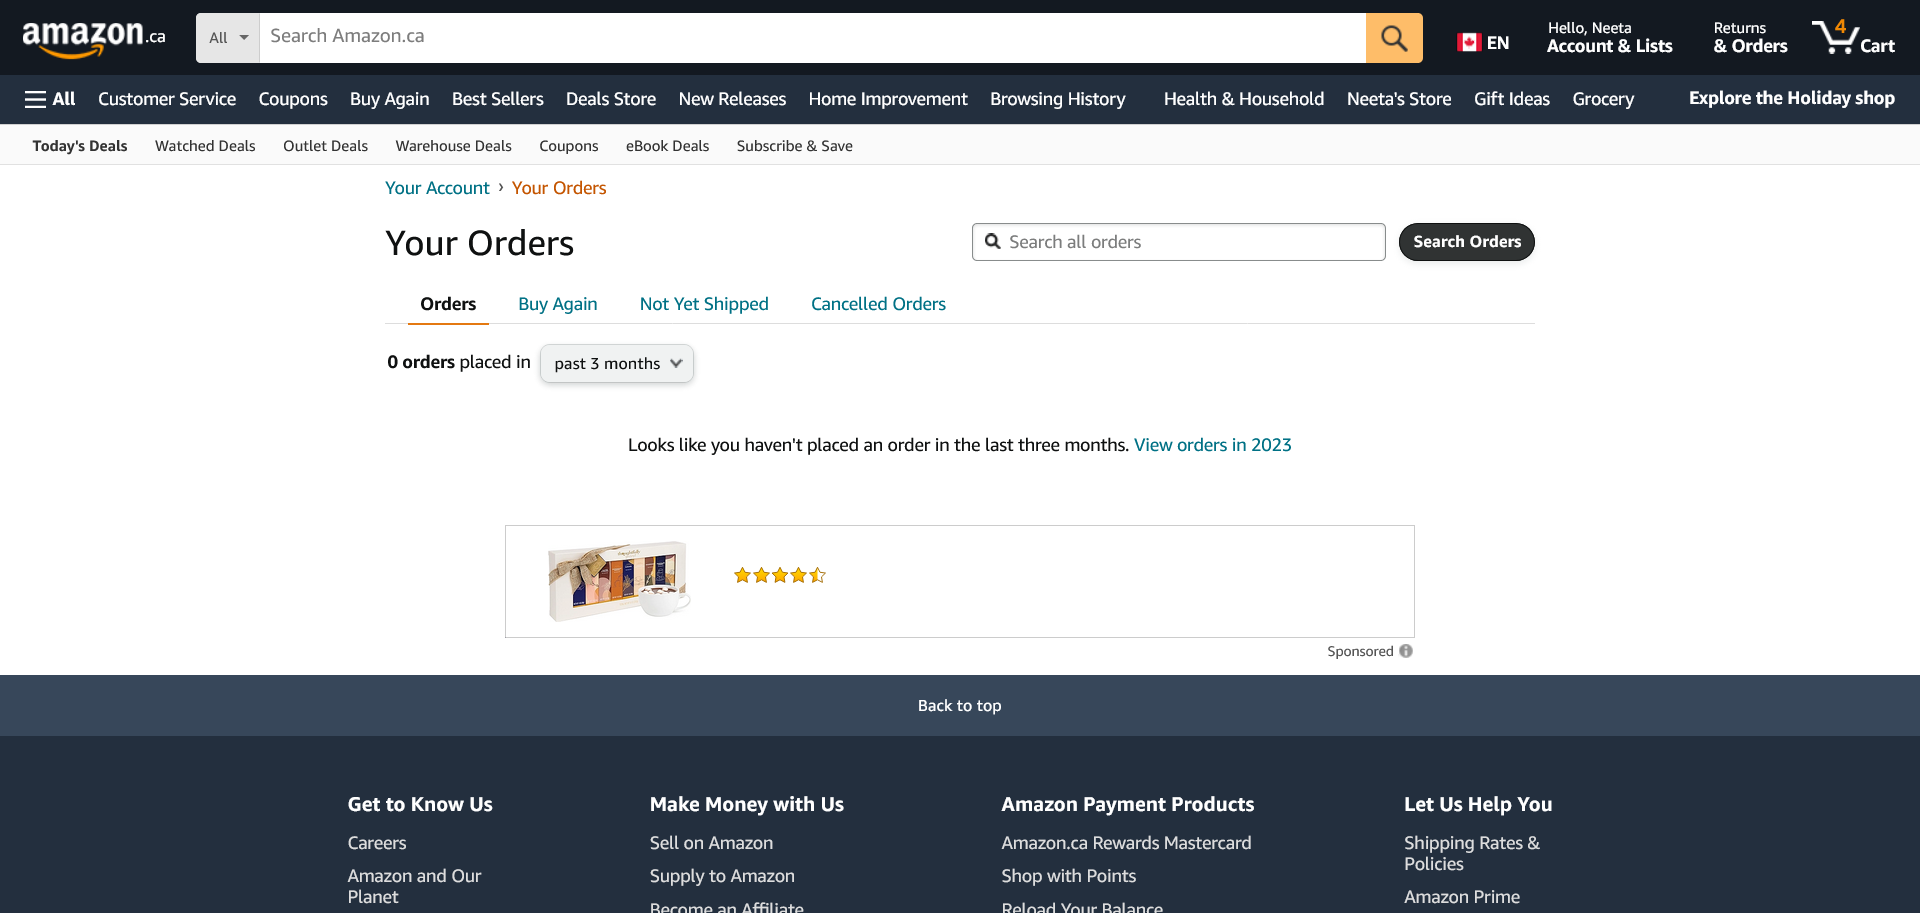 amazon.ca
All
Search Amazon.ca
EN
Hello, Neeta
Account & Lists
Returns
& Orders
4
Cart
All
Customer Service
Coupons
Buy Again
Best Sellers
Deals Store
New Releases
Home Improvement
Browsing History
Health & Household
Neeta's Store
Gift Ideas
Grocery
Explore the Holiday shop
Today's Deals
Watched Deals
Outlet Deals
Warehouse Deals
Coupons
eBook Deals
Subscribe & Save
Your Account › Your Orders
Your Orders
Search all orders
Search Orders
Orders
Buy Again
Not Yet Shipped
Cancelled Orders
0 orders placed in
past 3 months
Looks like you haven't placed an order in the last three months. View orders in 2023
Sponsored
Back to top
Get to Know Us
Careers
Amazon and Our
Planet
Make Money with Us
Sell on Amazon
Supply to Amazon
Become an Affiliate
Amazon Payment Products
Amazon.ca Rewards Mastercard
Shop with Points
Reload Your Balance
Let Us Help You
Shipping Rates &
Policies
Amazon Prime